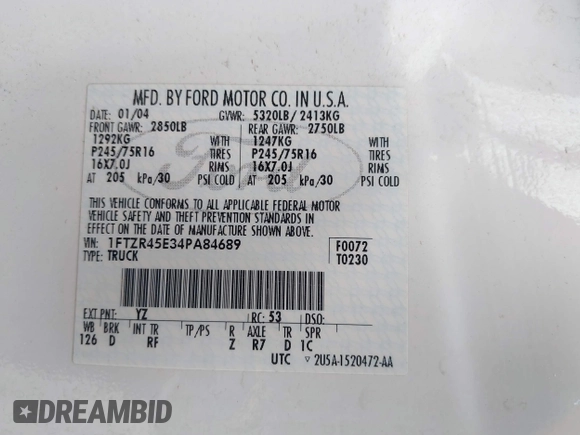 MFD. BY FORD MOTOR CO. IN U.S.A.
DATE: 01/04 GVWR: 5320LB/ 2413KG
FRONT GAWR: 2850LB REAR GAWR: 2750LB
1292KG WITH 1247KG WITH
P245/75R16 TIRES P245/75R16 TIRES
16X7.0J RIMS 16X7.0J RIMS
AT 205 kPa/30 PSI COLD AT 205 kPa/30 PSI COLD
THIS VEHICLE CONFORMS TO ALL APPLICABLE FEDERAL MOTOR
VEHICLE SAFETY AND THEFT PREVENTION STANDARDS IN
EFFECT ON THE DATE OF MANUFACTURE SHOWN ABOVE.
VIN: 1FTZR45E34PA84689 F0072
TYPE: TRUCK T0230
EXT PNT: YZ RC: 53 DSO:
WB BRK INT TR TP/PS R AXLE TR SPR
126 D RF Z R7 D 1C
UTC ▽ 2U5A-1520472-AA
Ford
DREAMBID